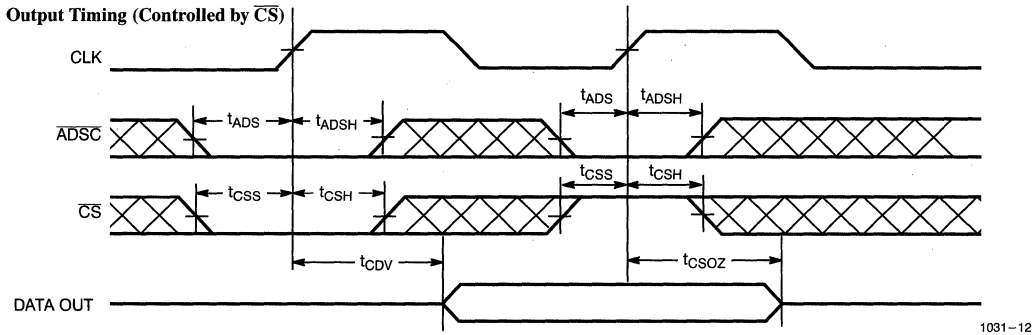 Output Timing (Controlled by CS)
CLK
tADS
tADSH
tADS
tADSH
ADSC
tCSS
tCSH
tCSS
tCSH
CS
tCDV
tCSOZ
DATA OUT
1031-12